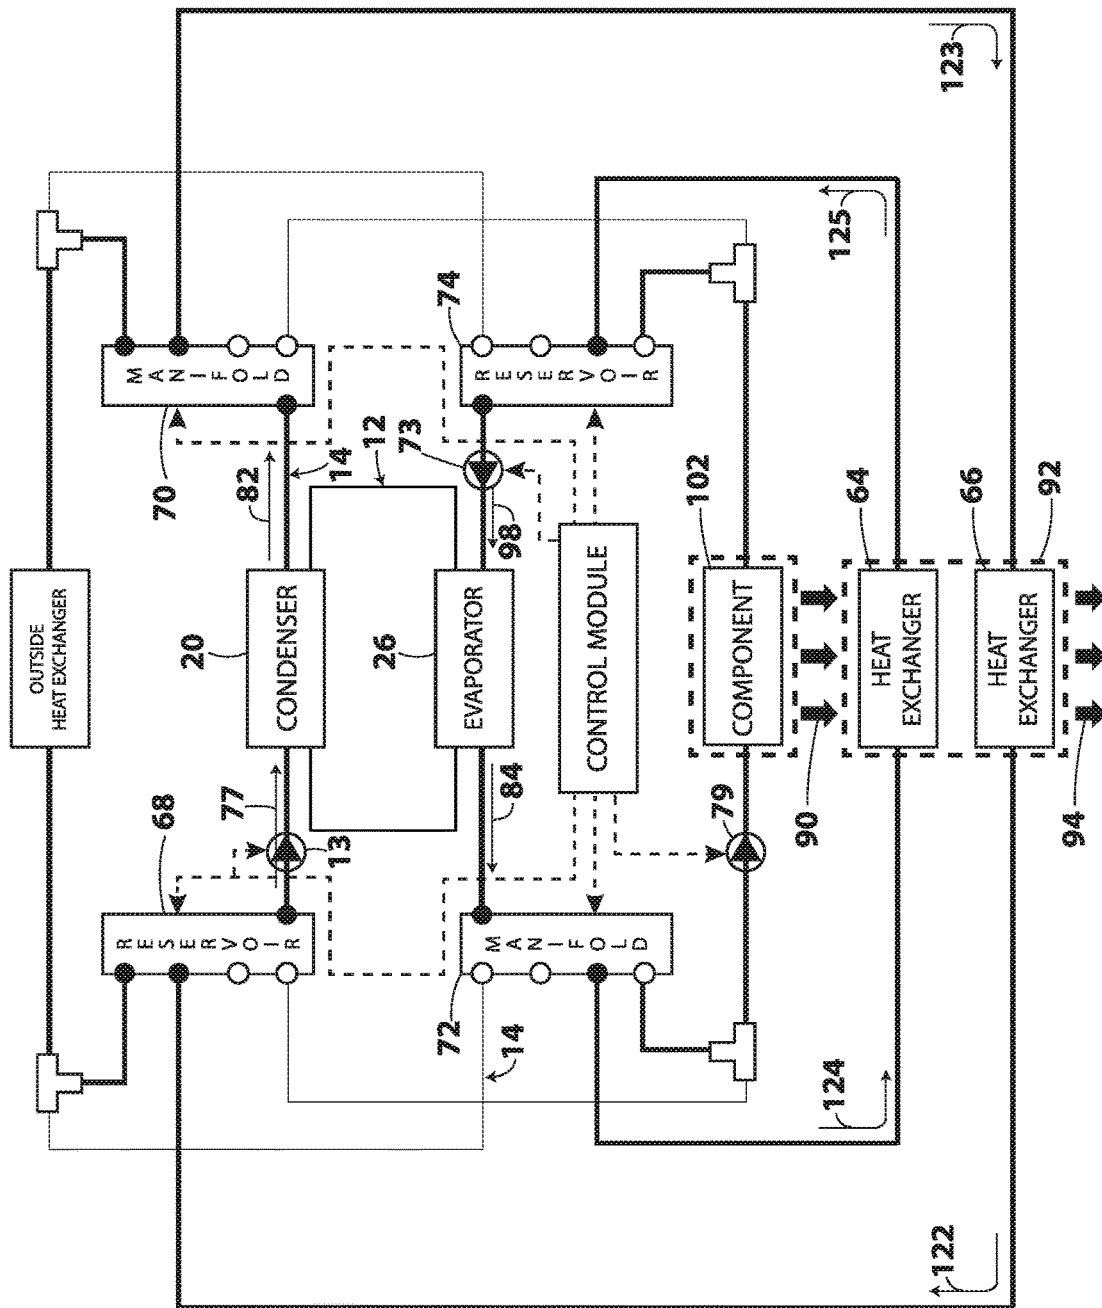 OUTSIDE
HEAT EXCHANGER
70
82
14
20
CONDENSER
77
68
13
MANIFOLD
RESERVOIR
12
74
73
98
26
EVAPORATOR
84
72
14
RESERVOIR
MANIFOLD
CONTROL MODULE
102
COMPONENT
79
90
64
HEAT
EXCHANGER
66
HEAT
EXCHANGER
92
94
123
125
124
122